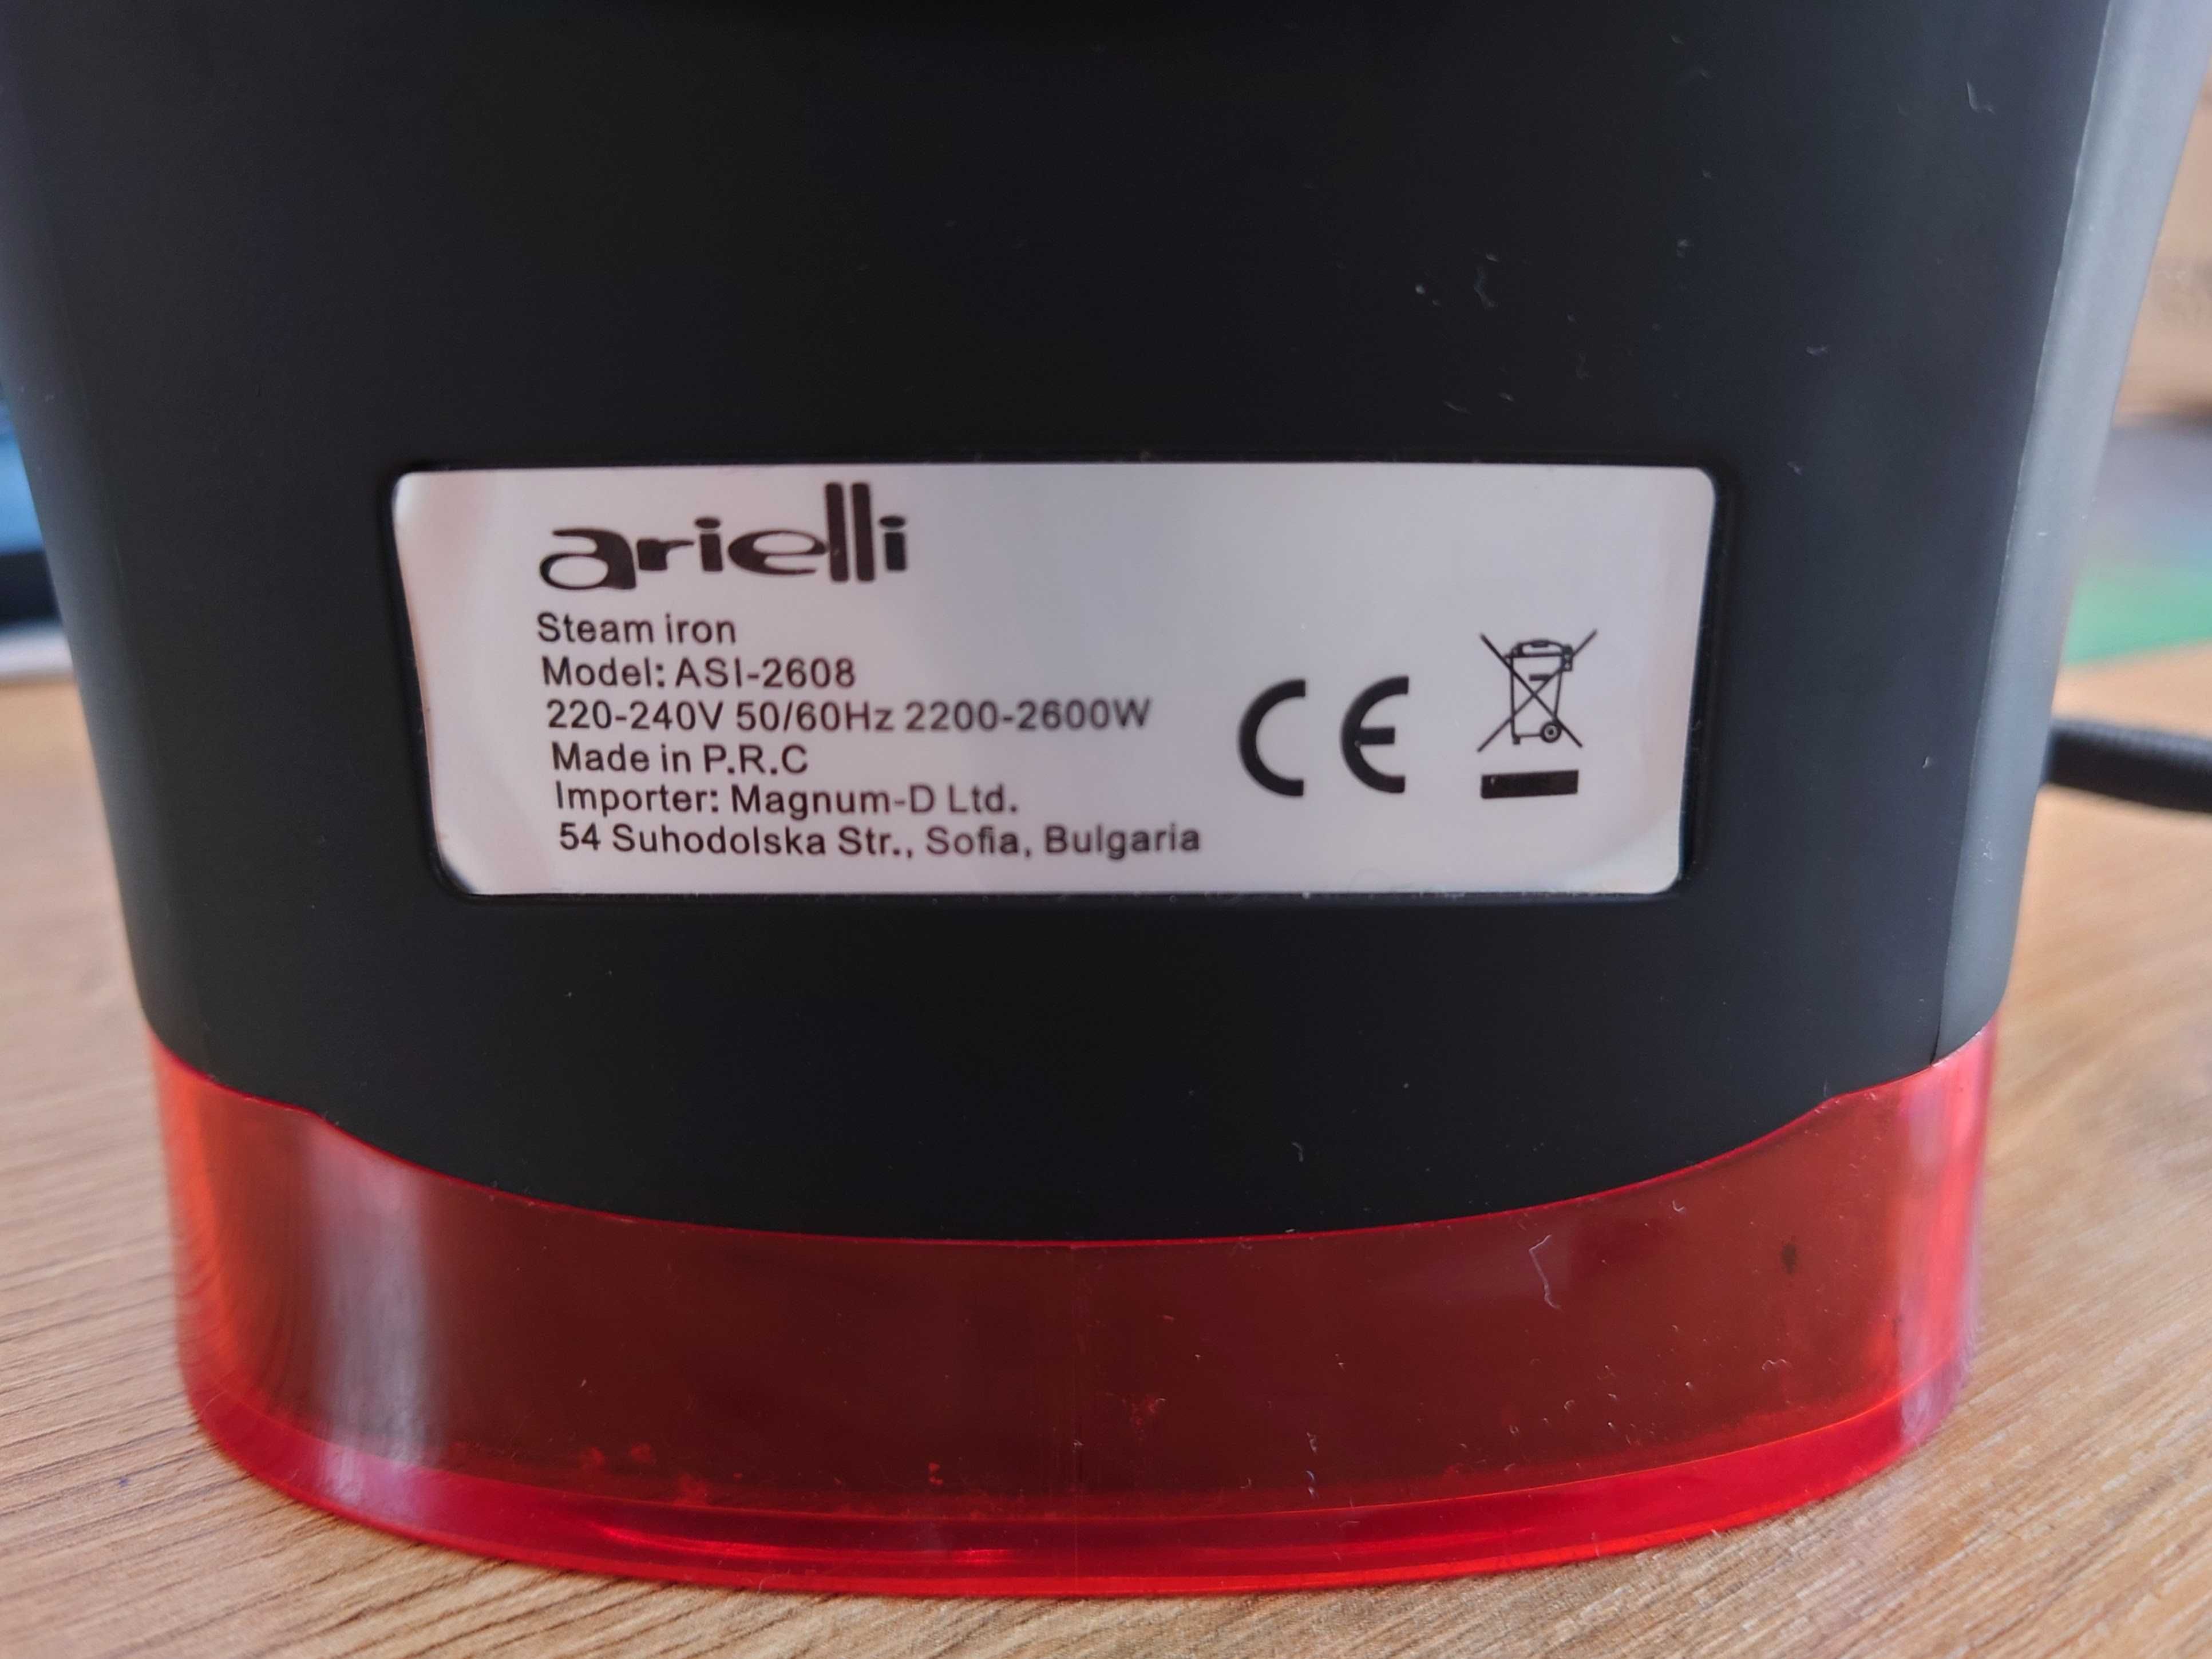 arielli
Steam iron
Model: ASI-2608
220-240V 50/60Hz 2200-2600W
Made in P.R.C
Importer: Magnum-D Ltd.
54 Suhodolska Str., Sofia, Bulgaria
CE